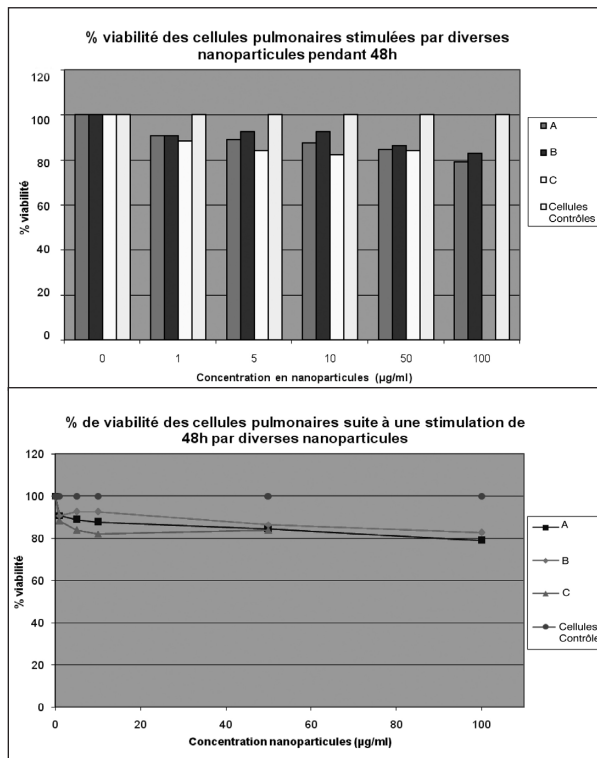 % viabilité des cellules pulmonaires stimulées par diverses
nanoparticules pendant 48h
120
100
80
60
40
20
0
% viabilité
0 1 5 10 50 100
Concentration en nanoparticules (µg/ml)
A
B
C
Cellules
Contrôles
% de viabilité des cellules pulmonaires suite à une stimulation de
48h par diverses nanoparticules
120
100
80
60
40
20
0
% viabilité
0 20 40 60 80 100
Concentration nanoparticules (µg/ml)
A
B
C
Cellules
Contrôle